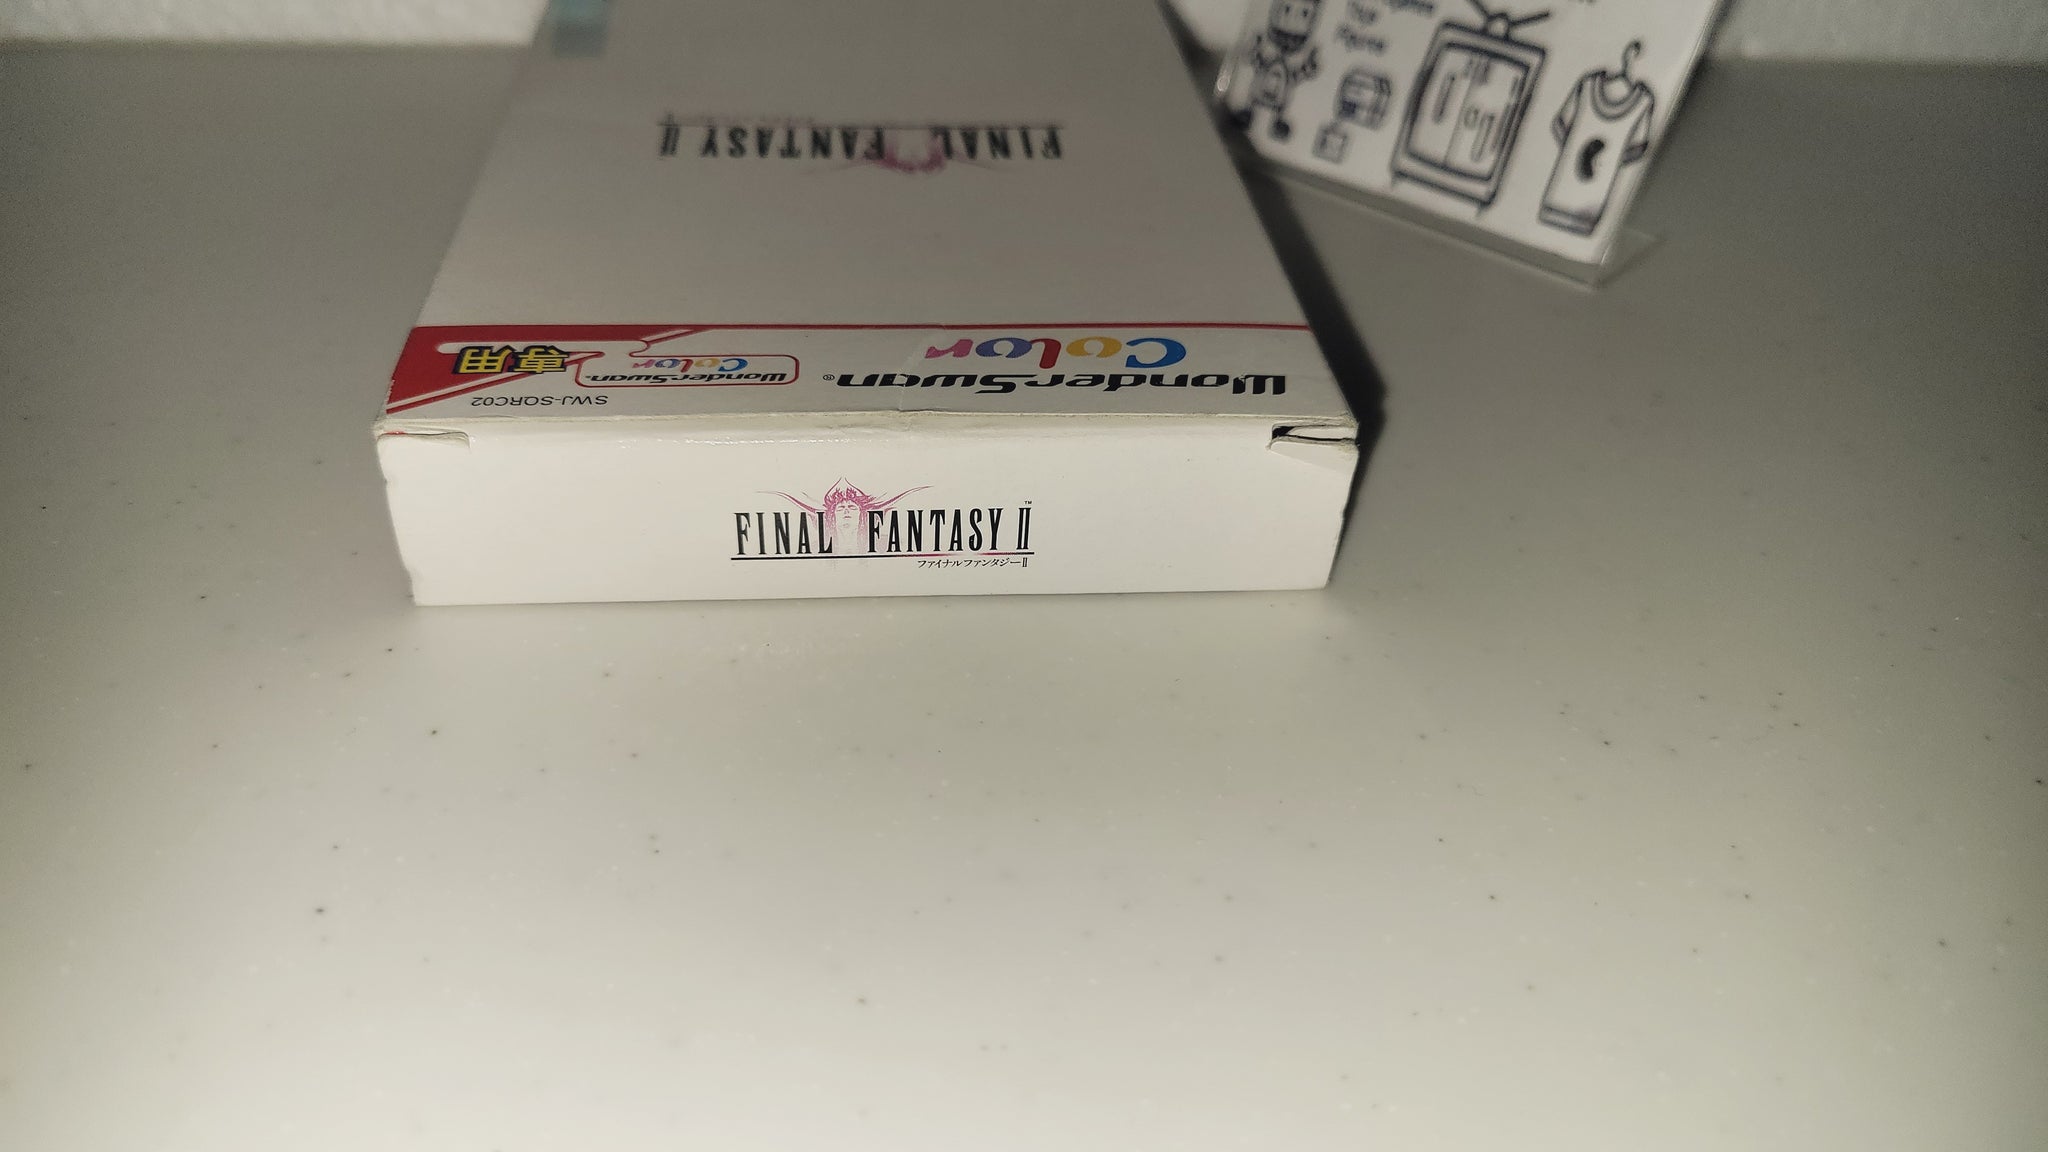 FINAL FANTASY II
WonderSwan®
Color
WonderSwan®
Color
専用
SWJ-SQRC02
FINAL FANTASY II™
ファイナルファンタジーII